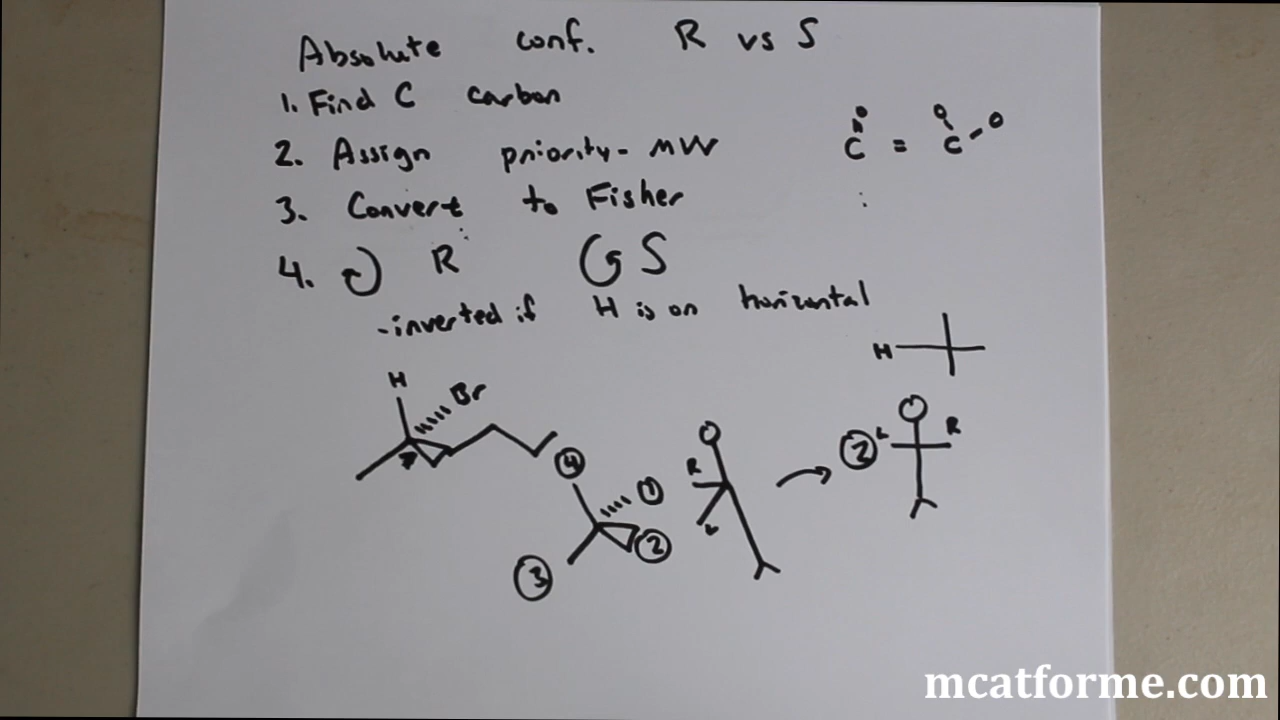 Absolute conf. R vs S
1. Find C carbon
2. Assign priority - MW
3. Convert to Fisher
4. R S
- inverted if H is on horizontal
O O O
C = C
H
H Br
4
1
3 2
R
L
2 L R
mcatforme.com